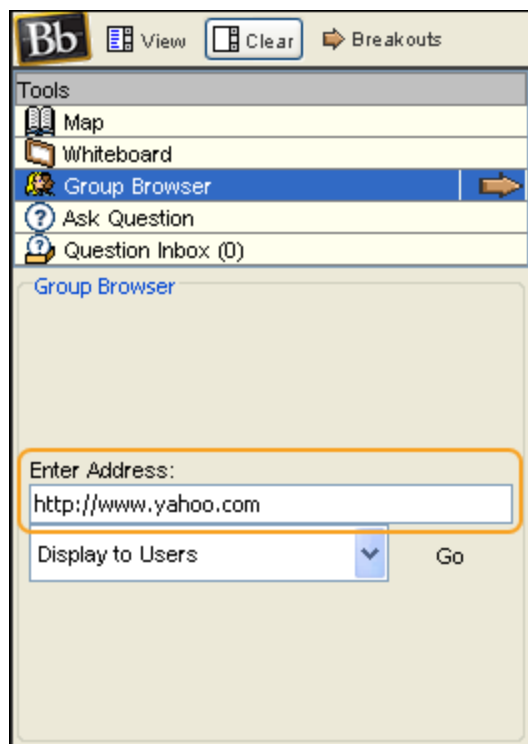 Bb View Clear Breakouts
Tools
Map
Whiteboard
Group Browser
Ask Question
Question Inbox (0)
Group Browser
Enter Address:
http://www.yahoo.com
Display to Users Go